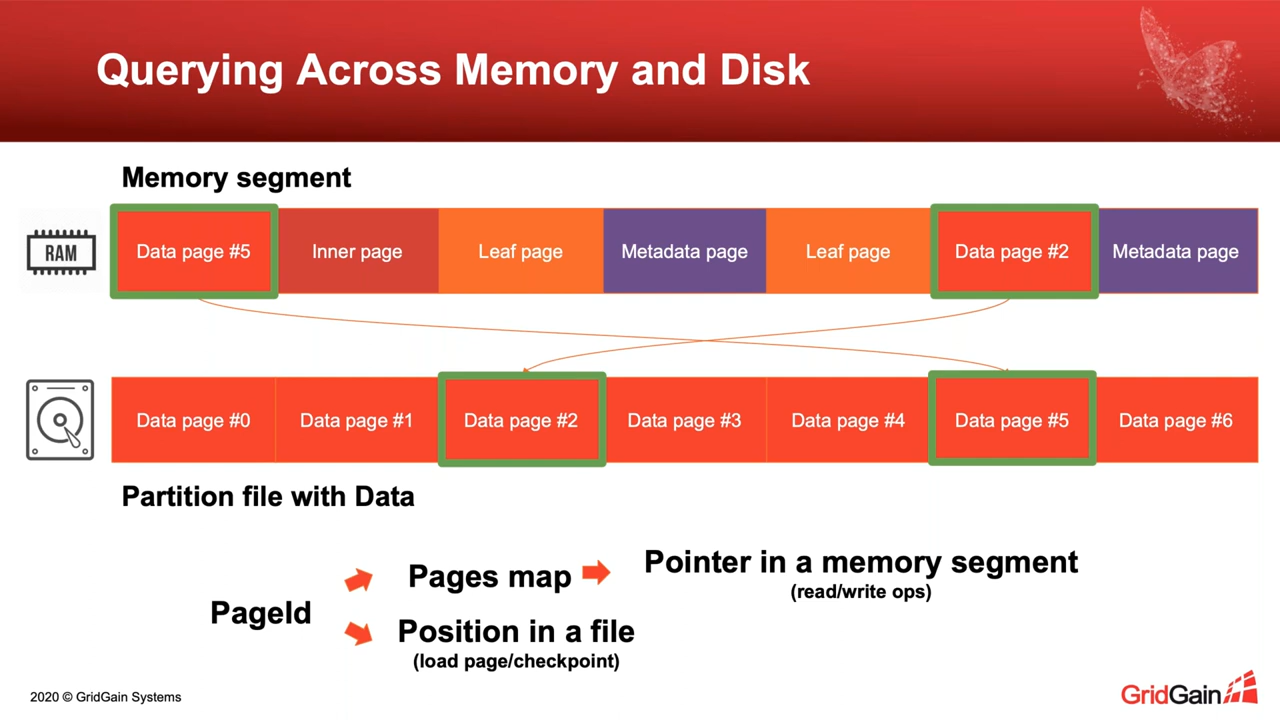 Querying Across Memory and Disk
Memory segment
RAM
Data page #5
Inner page
Leaf page
Metadata page
Leaf page
Data page #2
Metadata page
Data page #0
Data page #1
Data page #2
Data page #3
Data page #4
Data page #5
Data page #6
Partition file with Data
PageId
Pages map
Pointer in a memory segment
(read/write ops)
Position in a file
(load page/checkpoint)
2020 © GridGain Systems
GridGain